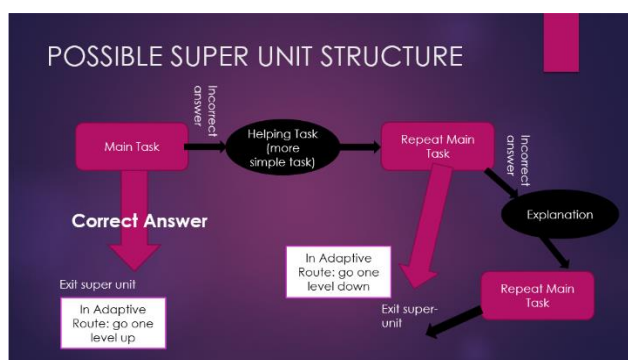 POSSIBLE SUPER UNIT STRUCTURE
Main Task
Incorrect
answer
Helping Task
(more
simple task)
Repeat Main
Task
Incorrect
answer
Explanation
Correct Answer
Exit super unit
In Adaptive
Route: go one
level up
In Adaptive
Route: go one
level down
Exit super-
unit
Repeat Main
Task